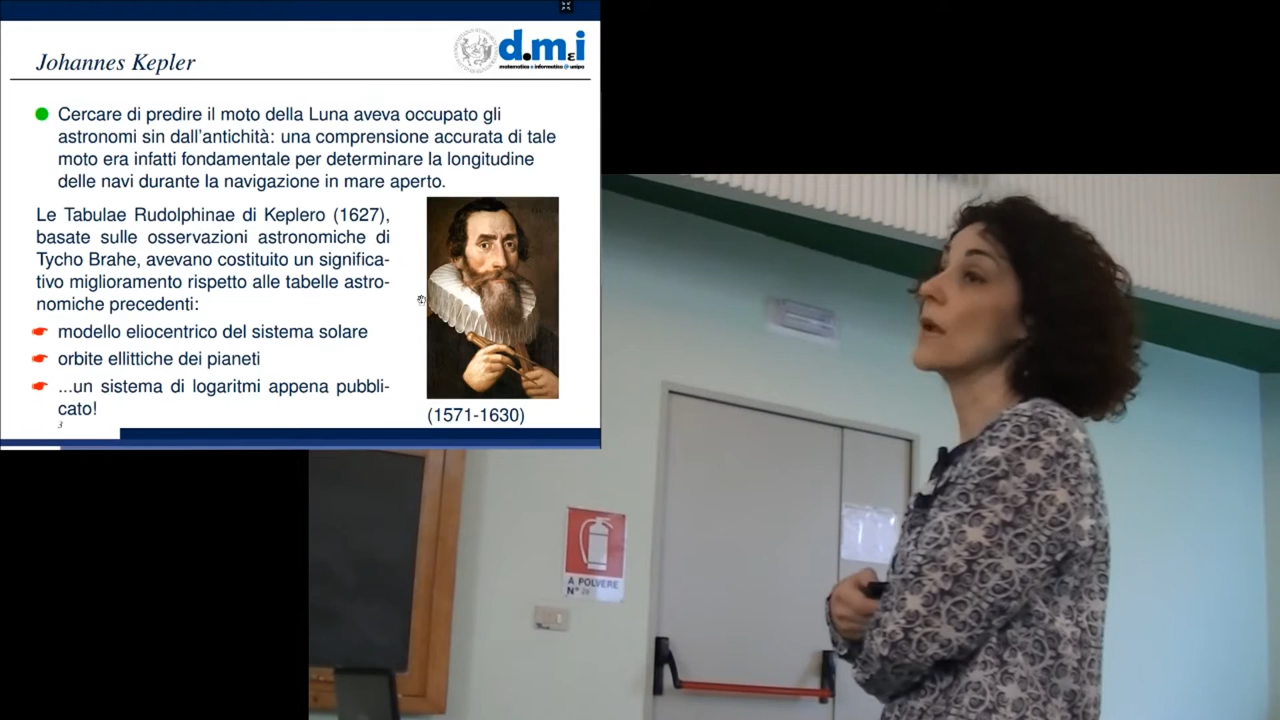 Johannes Kepler
d.mεi
matematica e informatica @ unipa
Cercare di predire il moto della Luna aveva occupato gli
astronomi sin dall'antichità: una comprensione accurata di tale
moto era infatti fondamentale per determinare la longitudine
delle navi durante la navigazione in mare aperto.
Le Tabulae Rudolphinae di Keplero (1627),
basate sulle osservazioni astronomiche di
Tycho Brahe, avevano costituito un significa-
tivo miglioramento rispetto alle tabelle astro-
nomiche precedenti:
modello eliocentrico del sistema solare
orbite ellittiche dei pianeti
...un sistema di logaritmi appena pubbli-
cato!
(1571-1630)
3
A POLVERE
N°